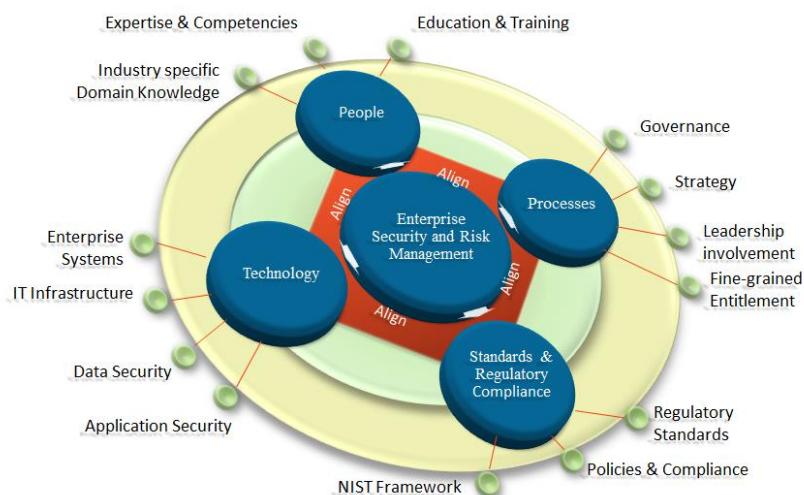 Expertise & Competencies
Education & Training
Industry specific
Domain Knowledge
People
Governance
Strategy
Processes
Leadership
involvement
Fine-grained
Entitlement
Align
Align
Align
Align
Enterprise
Security and Risk
Management
Enterprise
Systems
Technology
IT Infrastructure
Data Security
Application Security
Standards &
Regulatory
Compliance
Regulatory
Standards
Policies & Compliance
NIST Framework